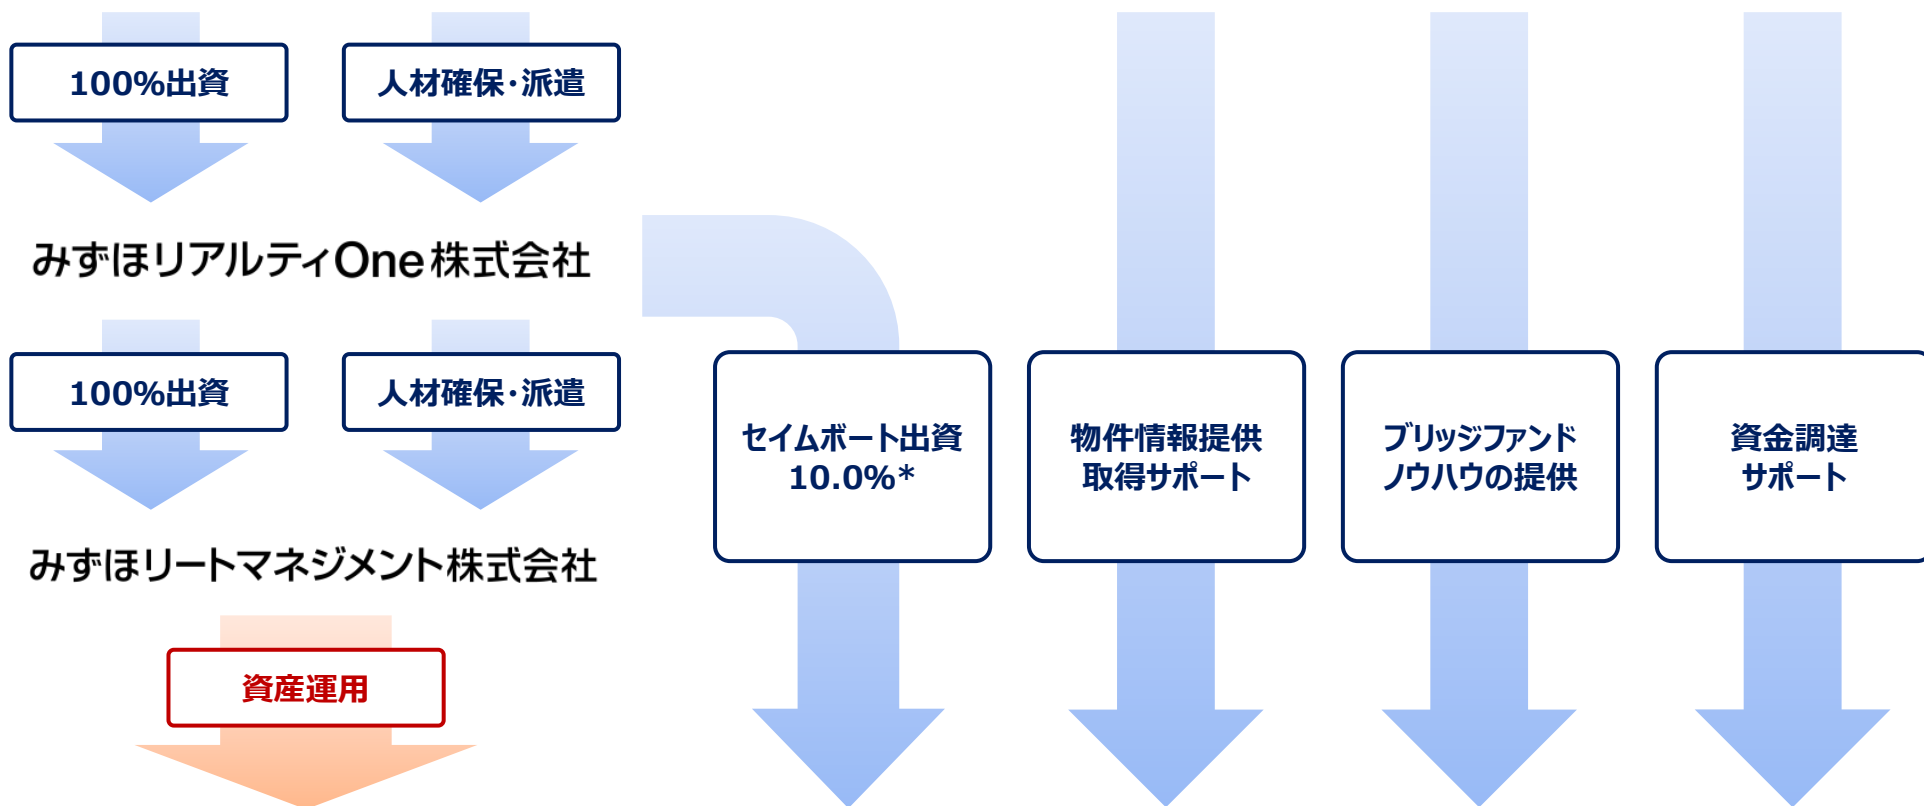 100%出資
人材確保・派遣
みずほリアルティOne株式会社
100%出資
人材確保・派遣
みずほリートマネジメント株式会社
資産運用
セイムボート出資
10.0%*
物件情報提供
取得サポート
ブリッジファンド
ノウハウの提供
資金調達
サポート